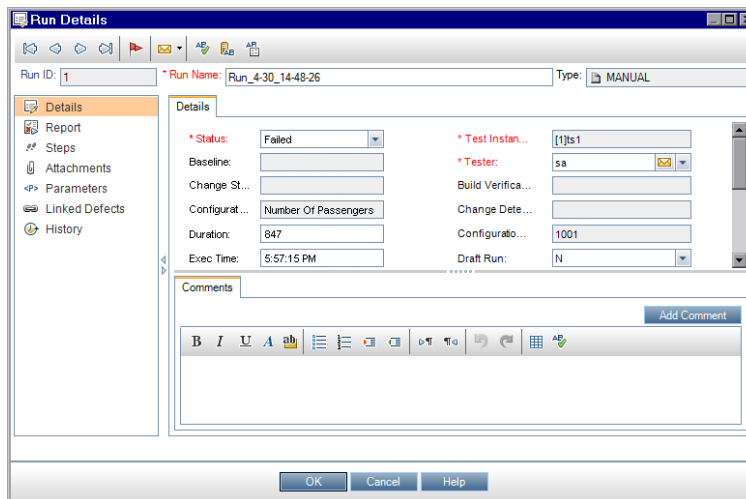 Run Details
Run ID: 1 * Run Name: Run_4-30_14-48-26 Type: MANUAL
Details
Report
Steps
Attachments
Parameters
Linked Defects
History
Details
* Status: Failed * Test Instan... [1]ts1
Baseline: * Tester: sa
Change St... Build Verifica...
Configurat... Number Of Passengers Change Dete...
Duration: 847 Configuratio... 1001
Exec Time: 5:57:15 PM Draft Run: N
Comments
Add Comment
B I U A ab
OK Cancel Help